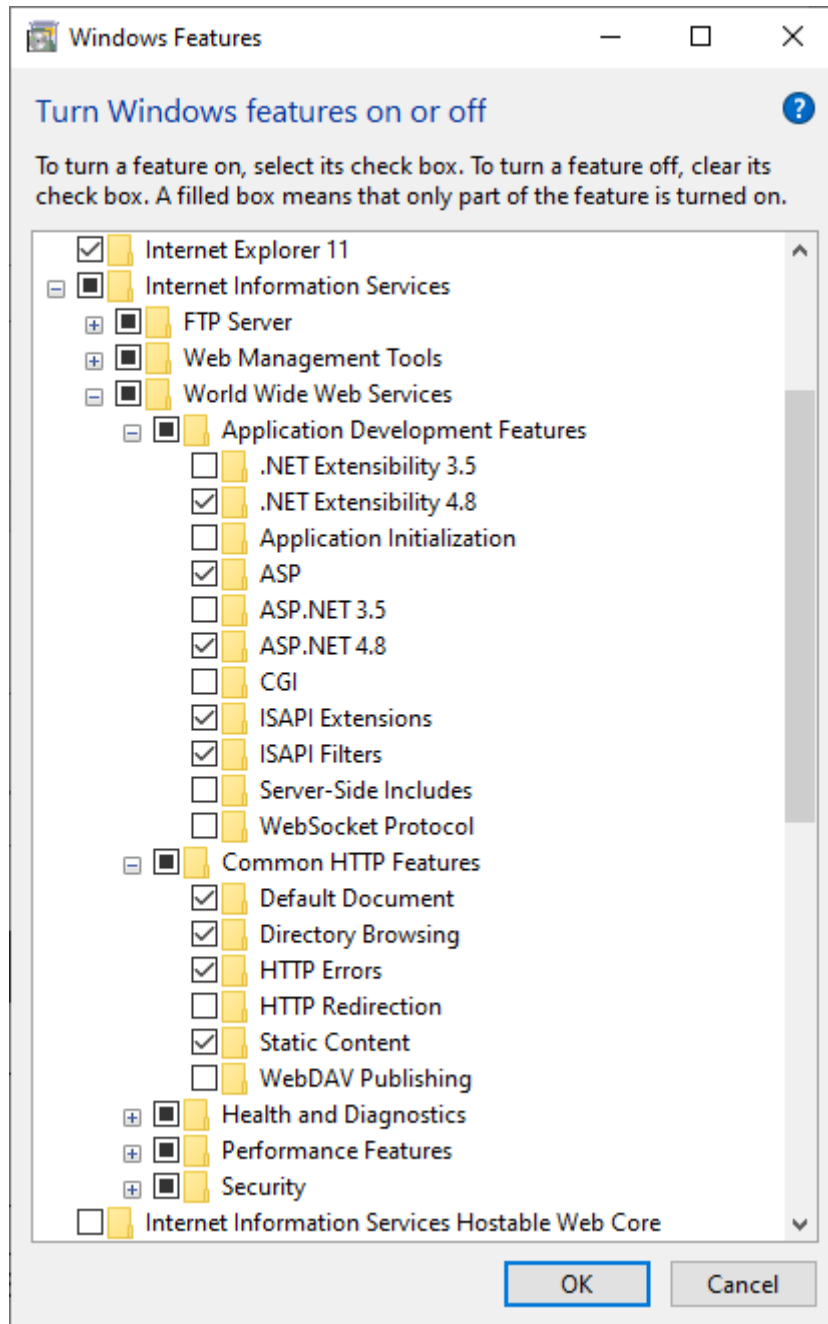 Windows Features
Turn Windows features on or off
To turn a feature on, select its check box. To turn a feature off, clear its
check box. A filled box means that only part of the feature is turned on.
Internet Explorer 11
Internet Information Services
FTP Server
Web Management Tools
World Wide Web Services
Application Development Features
.NET Extensibility 3.5
.NET Extensibility 4.8
Application Initialization
ASP
ASP.NET 3.5
ASP.NET 4.8
CGI
ISAPI Extensions
ISAPI Filters
Server-Side Includes
WebSocket Protocol
Common HTTP Features
Default Document
Directory Browsing
HTTP Errors
HTTP Redirection
Static Content
WebDAV Publishing
Health and Diagnostics
Performance Features
Security
Internet Information Services Hostable Web Core
OK Cancel